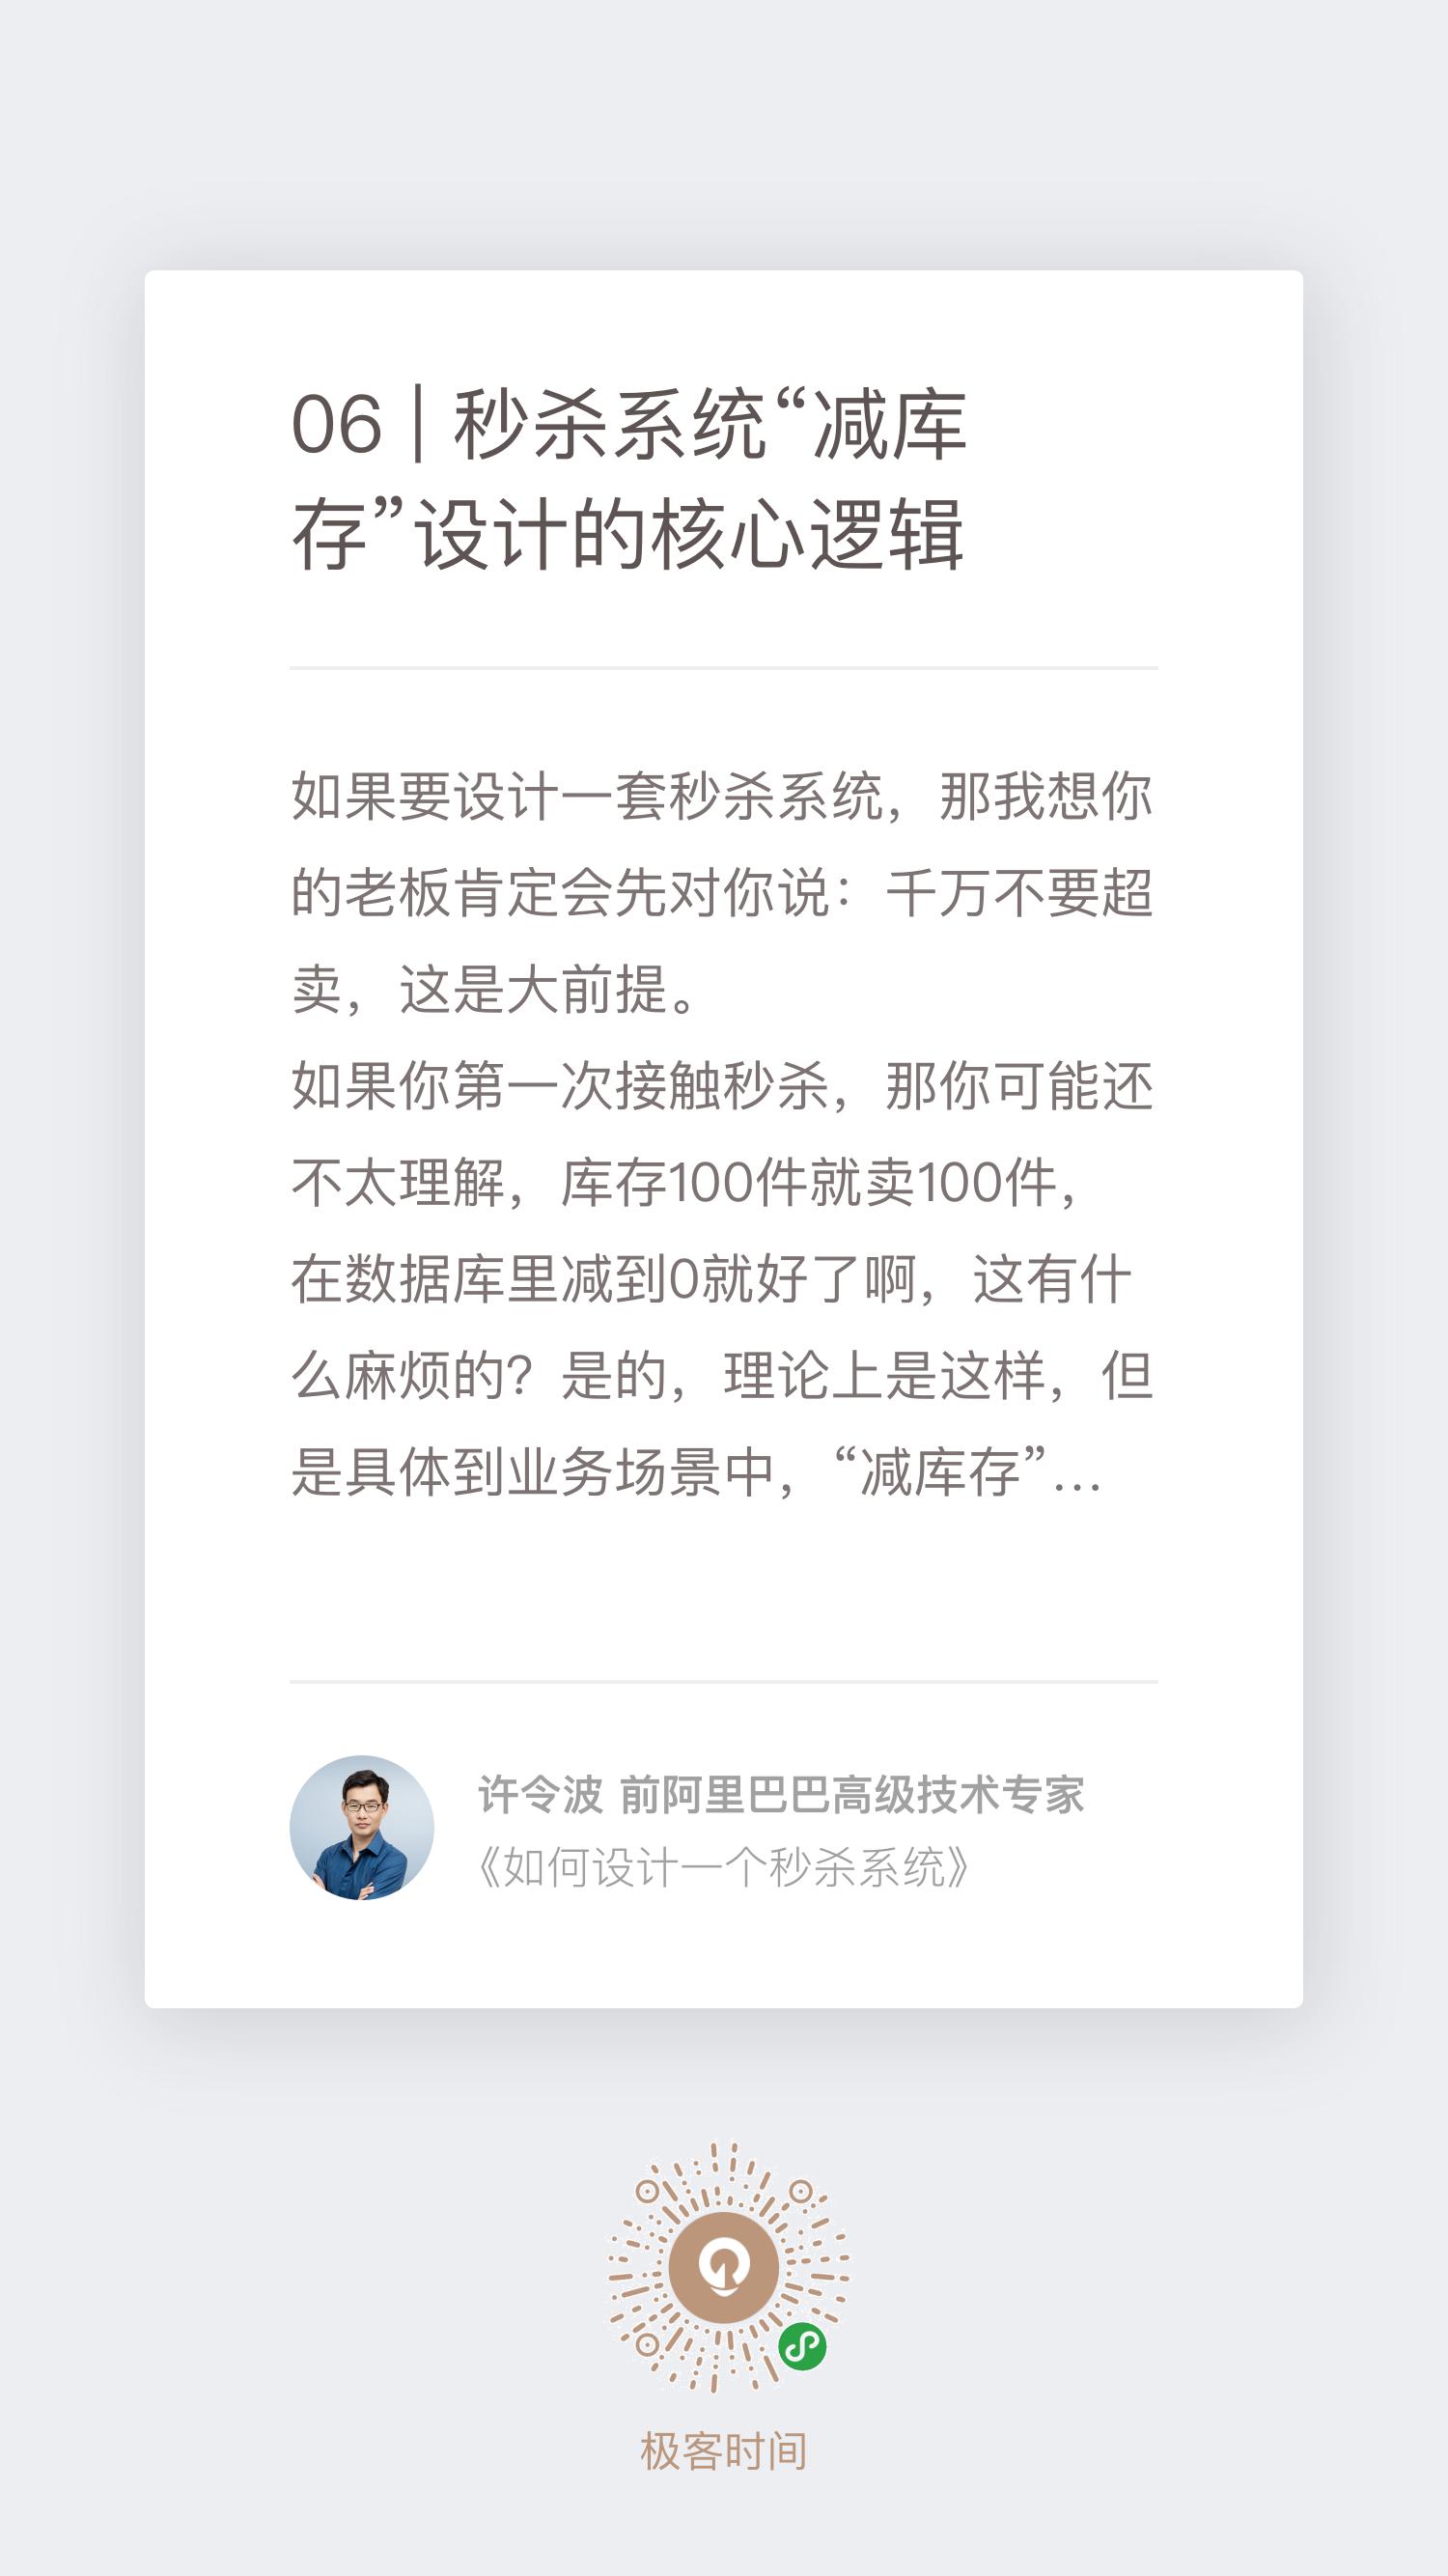 06 | 秒杀系统“减库
存”设计的核心逻辑
如果要设计一套秒杀系统，那我想你
的老板肯定会先对你说：千万不要超
卖，这是大前提。
如果你第一次接触秒杀，那你可能还
不太理解，库存100件就卖100件，
在数据库里减到0就好了啊，这有什
么麻烦的？是的，理论上是这样，但
是具体到业务场景中，“减库存”...
许令波 前阿里巴巴高级技术专家
《如何设计一个秒杀系统》
极客时间